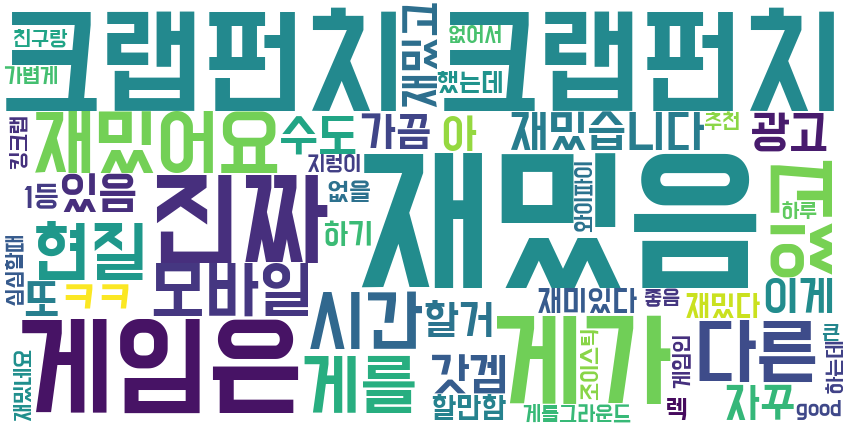 크랩펀치 크랩펀치
친구랑
가볍게
재밌고
없어서
했는데
킹크랩
재밌어요
수도
가끔
아
재밌습니다
추천
광고
지렁이
1등
있음
진짜
없을
재밌음
와이파이
잼
하루
심심할때
현질
하기
또
ㅋㅋ
모바일
시간
할거
재미있다
좋음
재밌다
이게
재밌네요
게임은
게를
갓겜
할만함
게가
조이스틱
렉
게임인
다른
큰
하는데
게를그라운드
자꾸
good